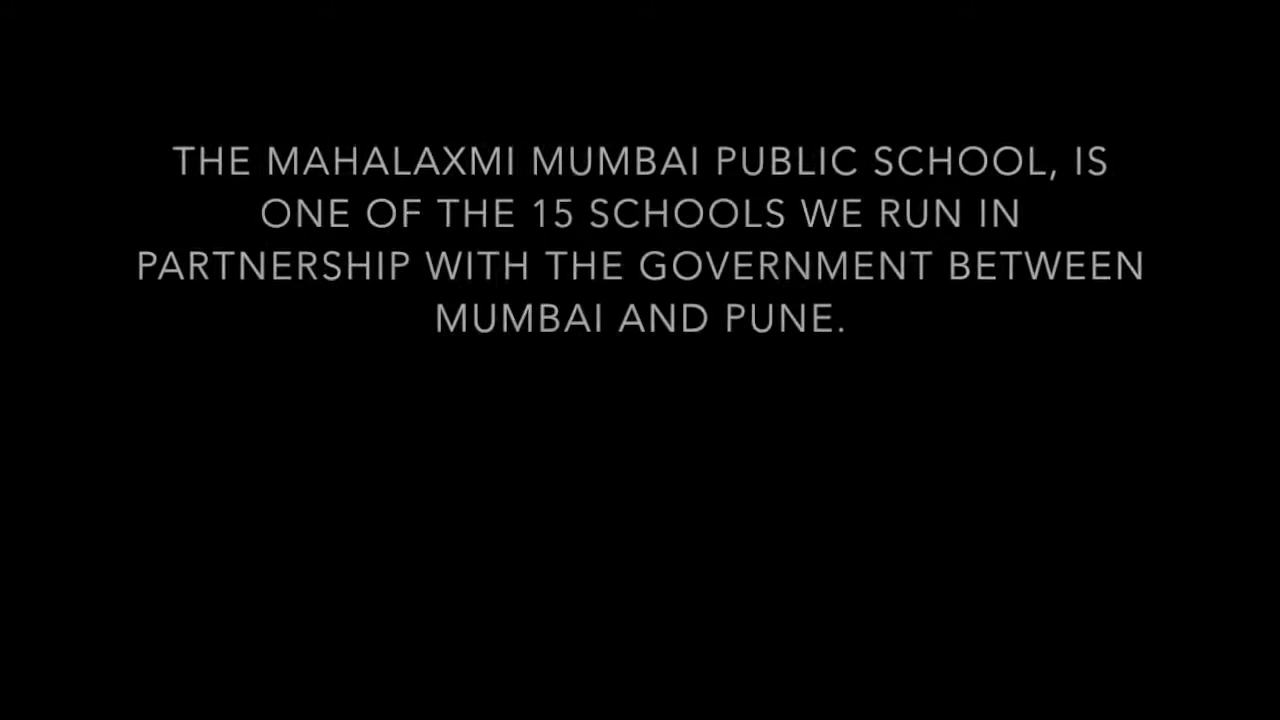 THE MAHALAXMI MUMBAI PUBLIC SCHOOL, IS
ONE OF THE 15 SCHOOLS WE RUN IN
PARTNERSHIP WITH THE GOVERNMENT BETWEEN
MUMBAI AND PUNE.